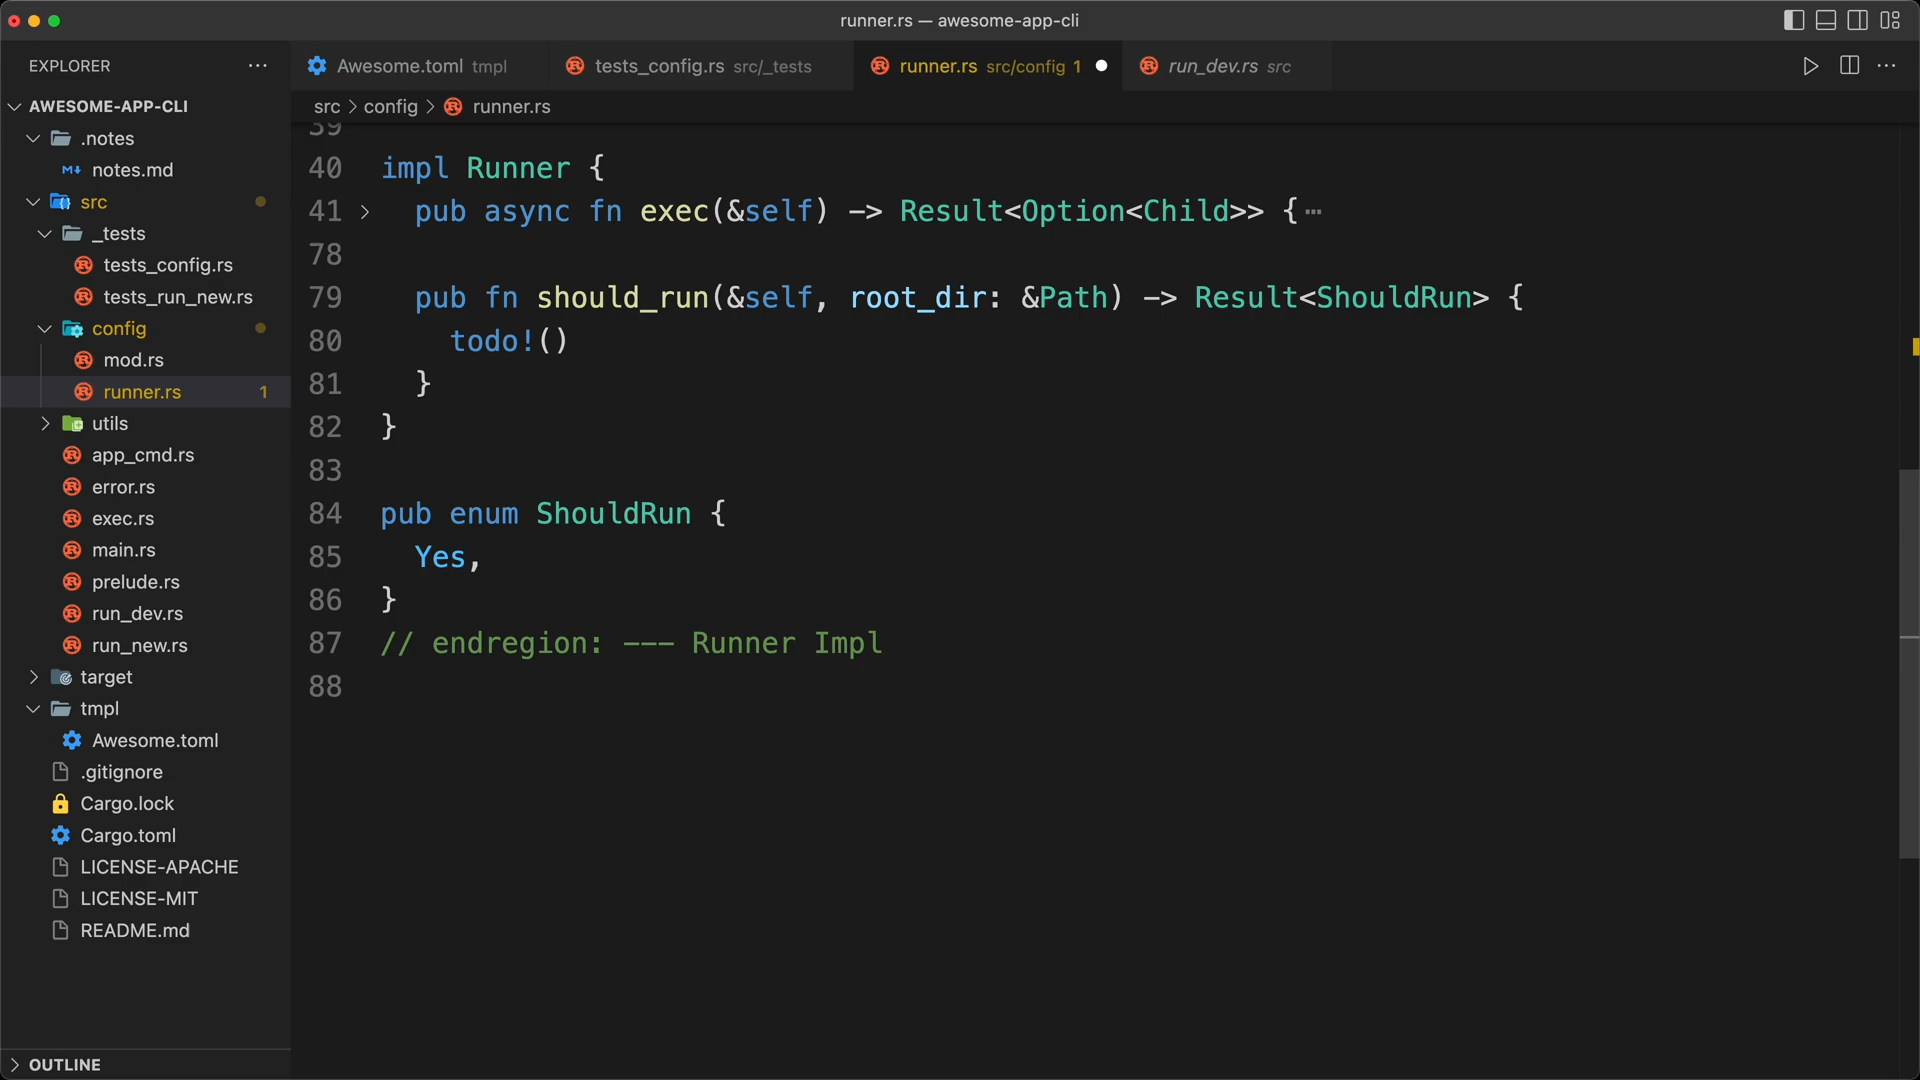 runner.rs — awesome-app-cli
EXPLORER
AWESOME-APP-CLI
.notes
notes.md
src
_tests
tests_config.rs
tests_run_new.rs
config
mod.rs
runner.rs 1
utils
app_cmd.rs
error.rs
exec.rs
main.rs
prelude.rs
run_dev.rs
run_new.rs
target
tmpl
Awesome.toml
.gitignore
Cargo.lock
Cargo.toml
LICENSE-APACHE
LICENSE-MIT
README.md
OUTLINE
Awesome.toml tmpl
tests_config.rs src/_tests
runner.rs src/config 1
run_dev.rs src
src > config > runner.rs
39
40 impl Runner {
41 > pub async fn exec(&self) -> Result<Option<Child>> {⋯
78
79 pub fn should_run(&self, root_dir: &Path) -> Result<ShouldRun> {
80 todo!()
81 }
82 }
83
84 pub enum ShouldRun {
85 Yes,
86 }
87 // endregion: --- Runner Impl
88